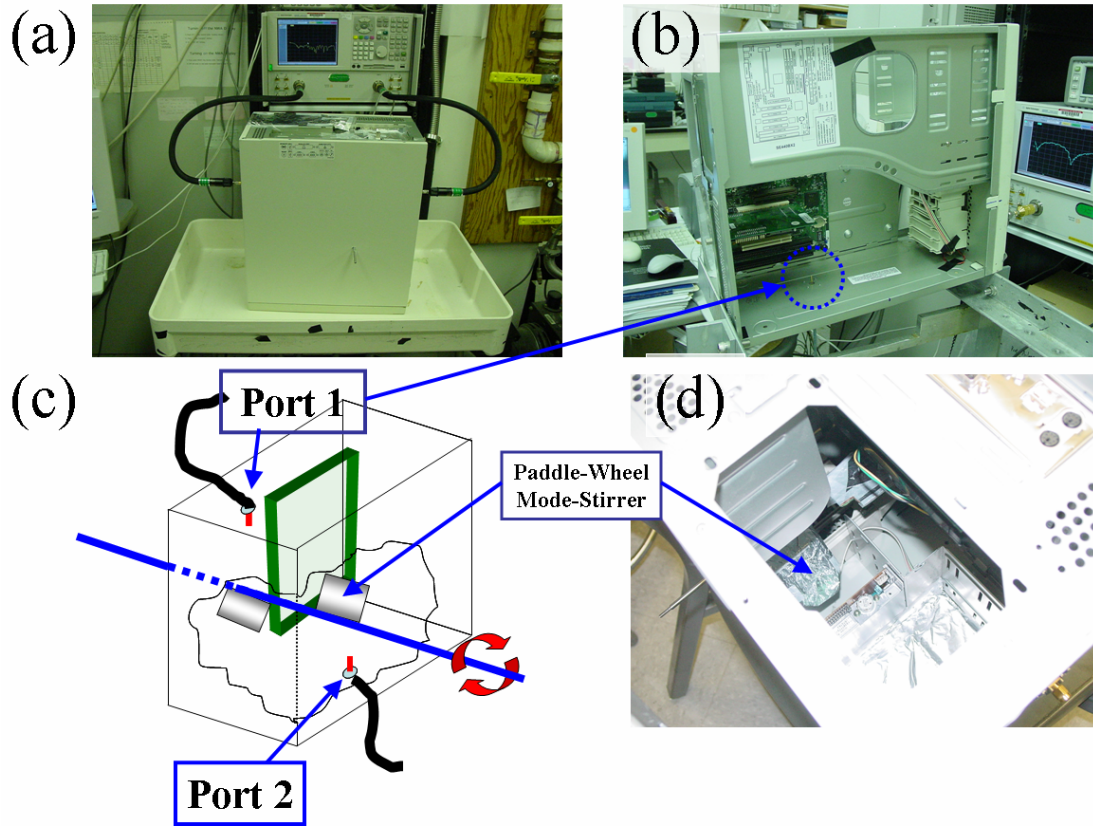 (a)
(b)
(c)
Port 1
(d)
Paddle-Wheel
Mode-Stirrer
Port 2